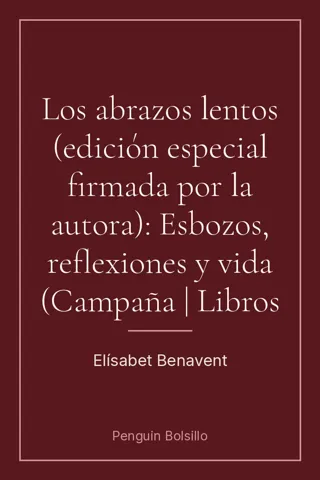 Los abrazos lentos
(edición especial
firmada por la
autora): Esbozos,
reflexiones y vida
(Campaña | Libros
Elísabet Benavent
Penguin Bolsillo